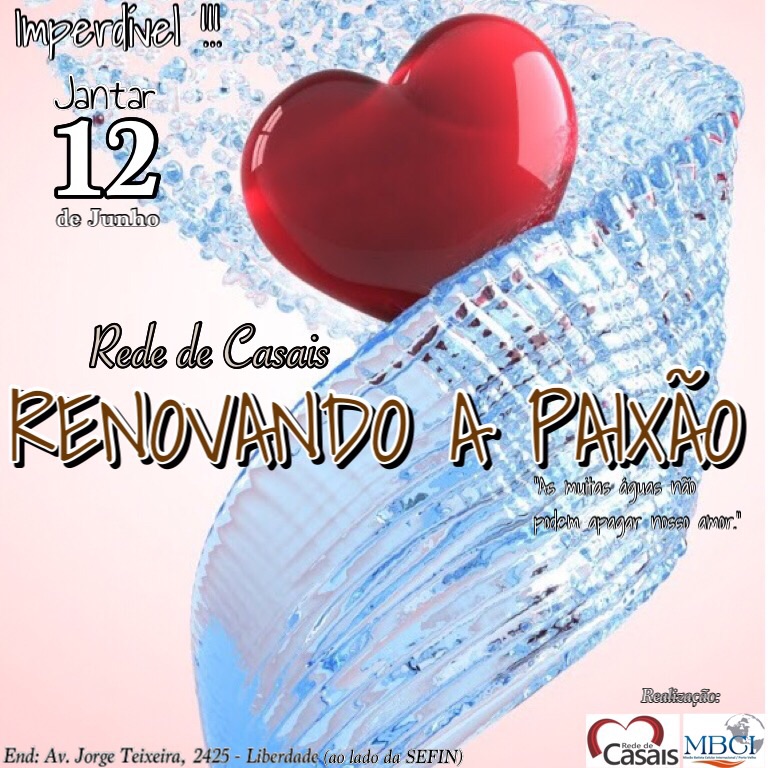 Imperdível !!!
Jantar
12
de Junho
Rede de Casais
RENOVANDO A PAIXÃO
"As muitas águas não
podem apagar nosso amor."
Realização:
Rede de
Casais
MBCI
End: Av. Jorge Teixeira, 2425 - Liberdade (ao lado da SEFIN)